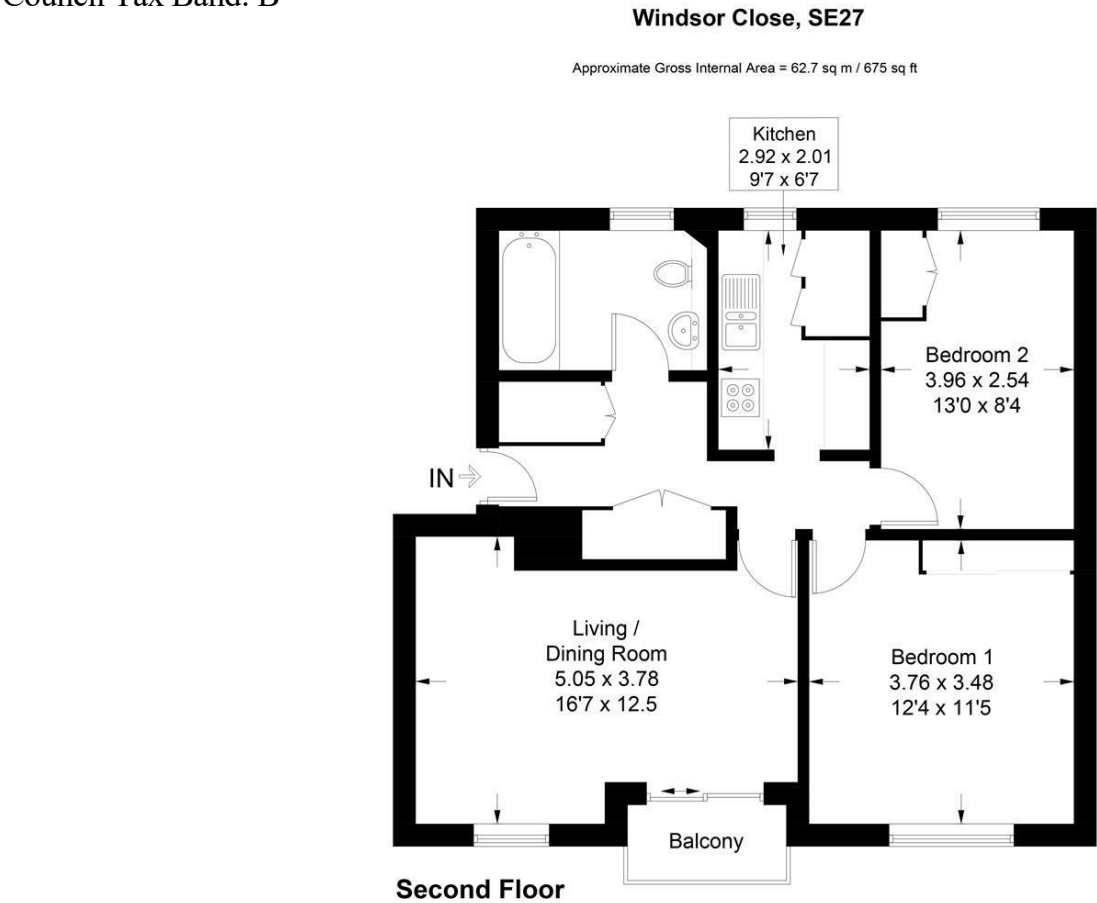 Council Tax Band: B
Windsor Close, SE27
Approximate Gross Internal Area = 62.7 sq m / 675 sq ft
Kitchen
2.92 x 2.01
9'7 x 6'7
Bedroom 2
3.96 x 2.54
13'0 x 8'4
IN
Living /
Dining Room
5.05 x 3.78
16'7 x 12.5
Bedroom 1
3.76 x 3.48
12'4 x 11'5
Balcony
Second Floor